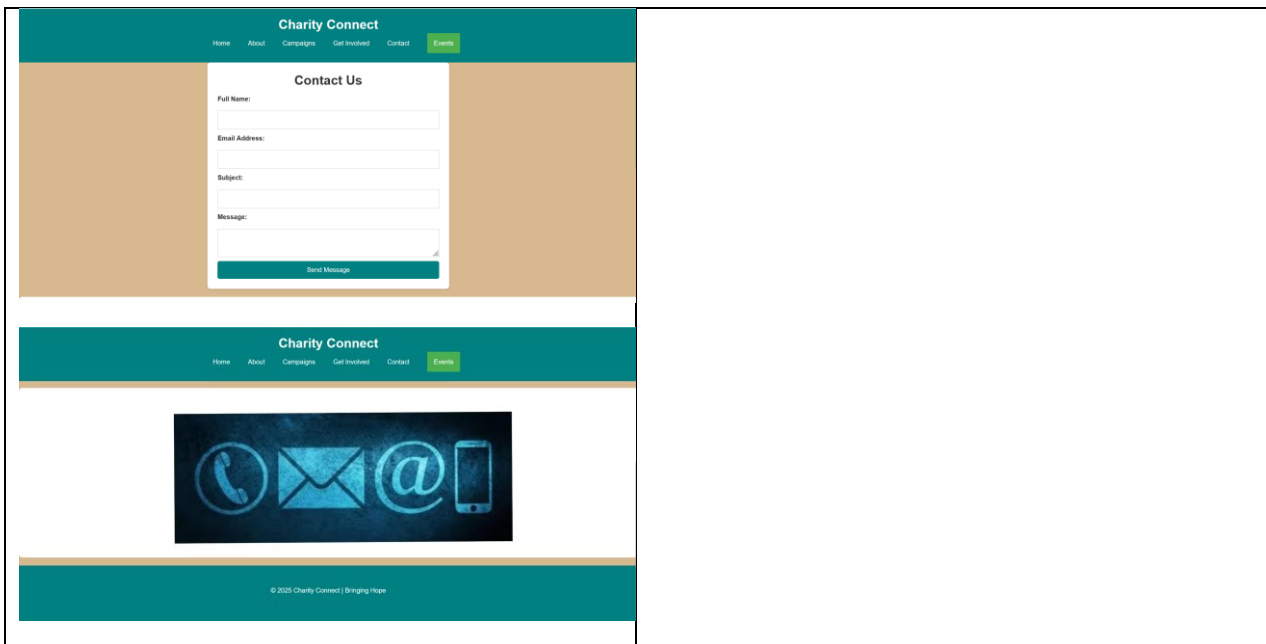 Charity Connect
Home About Campaigns Get Involved Contact Events
Contact Us
Full Name:
Email Address:
Subject:
Message:
Send Message
Charity Connect
Home About Campaigns Get Involved Contact Events
@
© 2025 Charity Connect | Bringing Hope